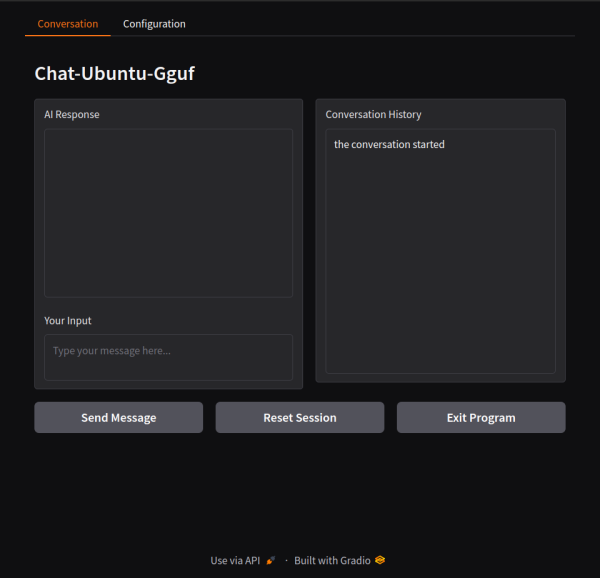 Conversation Configuration
Chat-Ubuntu-Gguf
AI Response
Your Input
Type your message here...
Conversation History
the conversation started
Send Message Reset Session Exit Program
Use via API · Built with Gradio